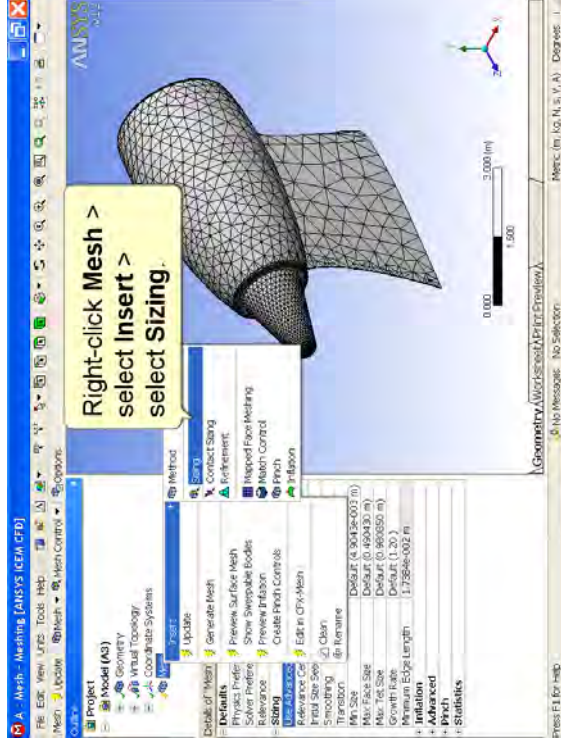 A : Mesh - Meshing [ANSYS ICEM CFD]
File Edit View Units Tools Help
Mesh Update Mesh Mesh Control Options
Outline
Project
Model (A3)
Geometry
Virtual Topology
Coordinate Systems
Insert
Update
Generate Mesh
Preview Surface Mesh
Show Sweepable Bodies
Preview Inflation
Create Pinch Controls
Edit in CFX-Mesh
Clean
Rename
Method
Sizing
Contact Sizing
Refinement
Mapped Face Meshing
Match Control
Pinch
Inflation
Right-click Mesh >
select Insert >
select Sizing.
Details of "Mesh
Defaults
Physics Prefer
Solver Prefere
Relevance
Sizing
Use Advanced
Relevance Cen
Initial Size See
Smoothing
Transition
Min Size Default (4.9043e-003 m)
Max Face Size Default (0.490430 m)
Max Tet Size Default (0.980850 m)
Growth Rate Default (1.20 )
Minimum Edge Length 1.7384e-002 m
Inflation
Advanced
Pinch
Statistics
ANSYS
0.000 3.000 (m)
1.500
Geometry Worksheet Print Preview
Press F1 for Help No Messages No Selection Metric (m, kg, N, s, V, A) Degrees